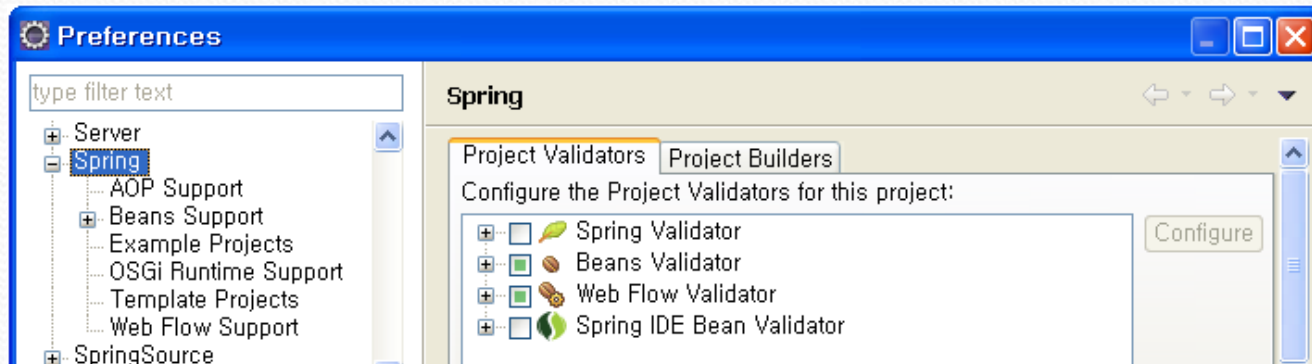 Preferences
type filter text
Server
Spring
AOP Support
Beans Support
Example Projects
OSGi Runtime Support
Template Projects
Web Flow Support
SpringSource
Spring
Project Validators
Project Builders
Configure the Project Validators for this project:
Spring Validator
Beans Validator
Web Flow Validator
Spring IDE Bean Validator
Configure